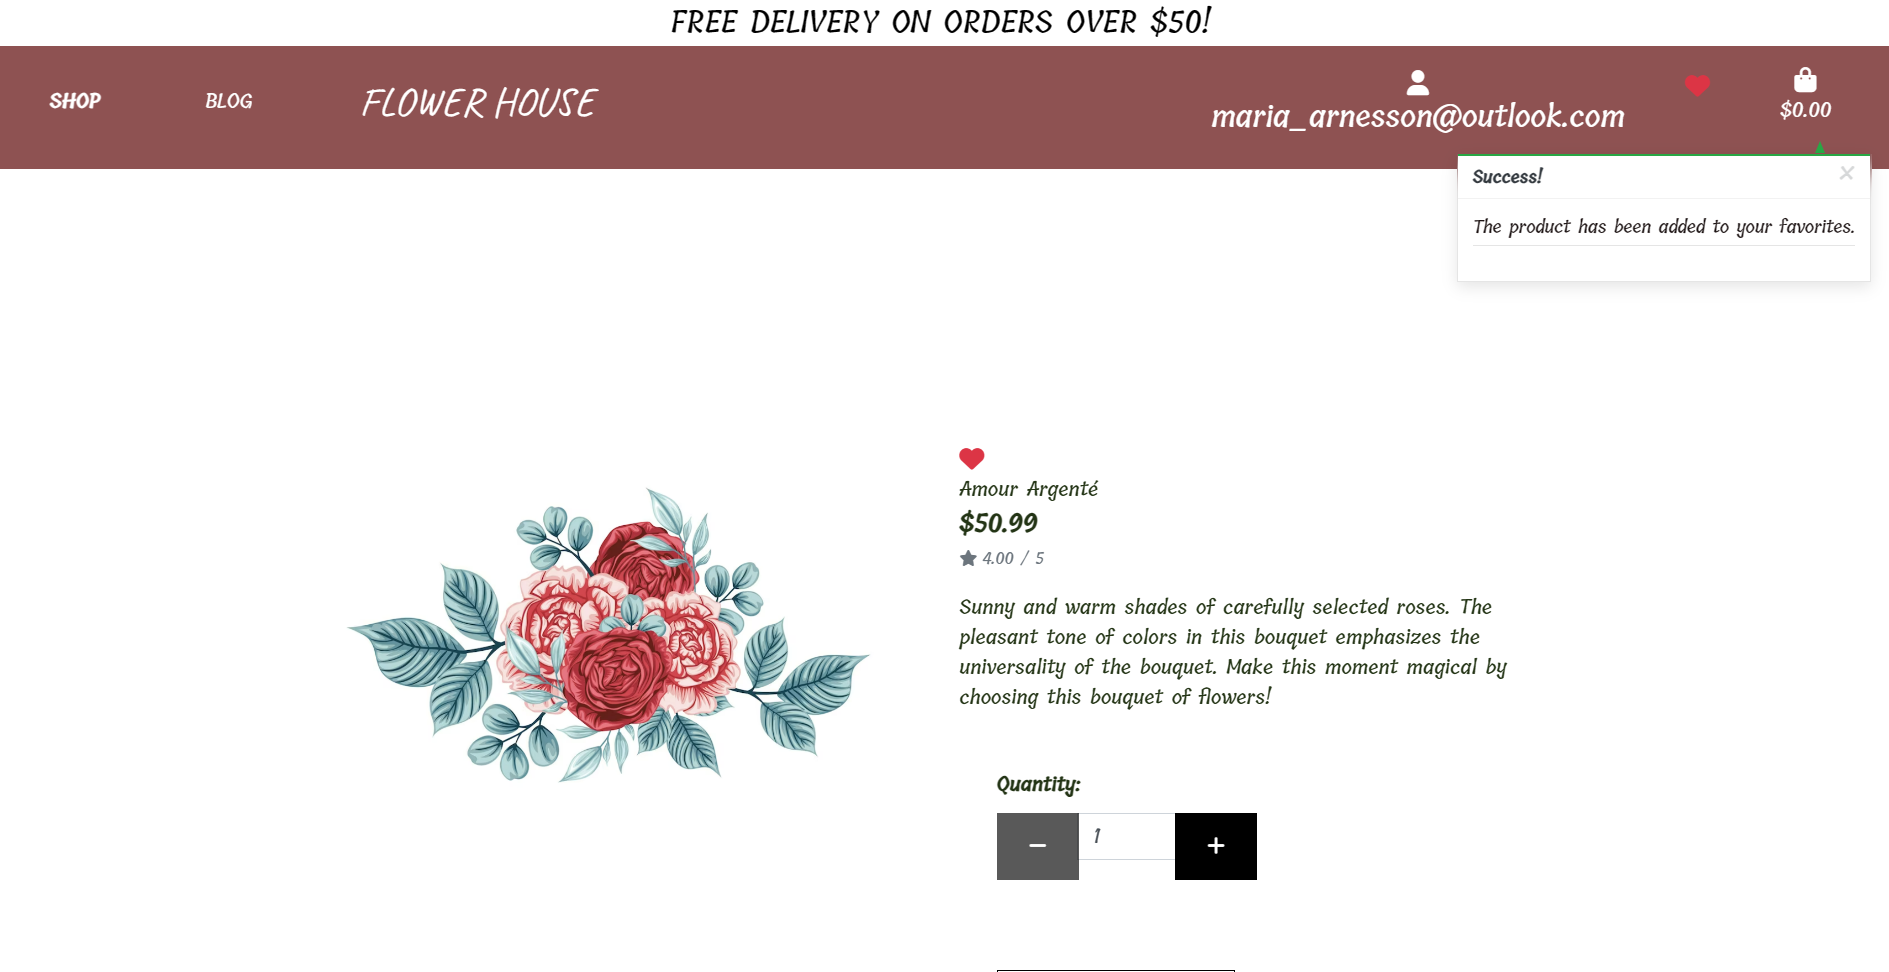 FREE DELIVERY ON ORDERS OVER $50!
SHOP
BLOG
FLOWER HOUSE
maria_arnesson@outlook.com
$0.00
Success!
×
The product has been added to your favorites.
Amour Argenté
$50.99
4.00 / 5
Sunny and warm shades of carefully selected roses. The
pleasant tone of colors in this bouquet emphasizes the
universality of the bouquet. Make this moment magical by
choosing this bouquet of flowers!
Quantity:
− 1 +